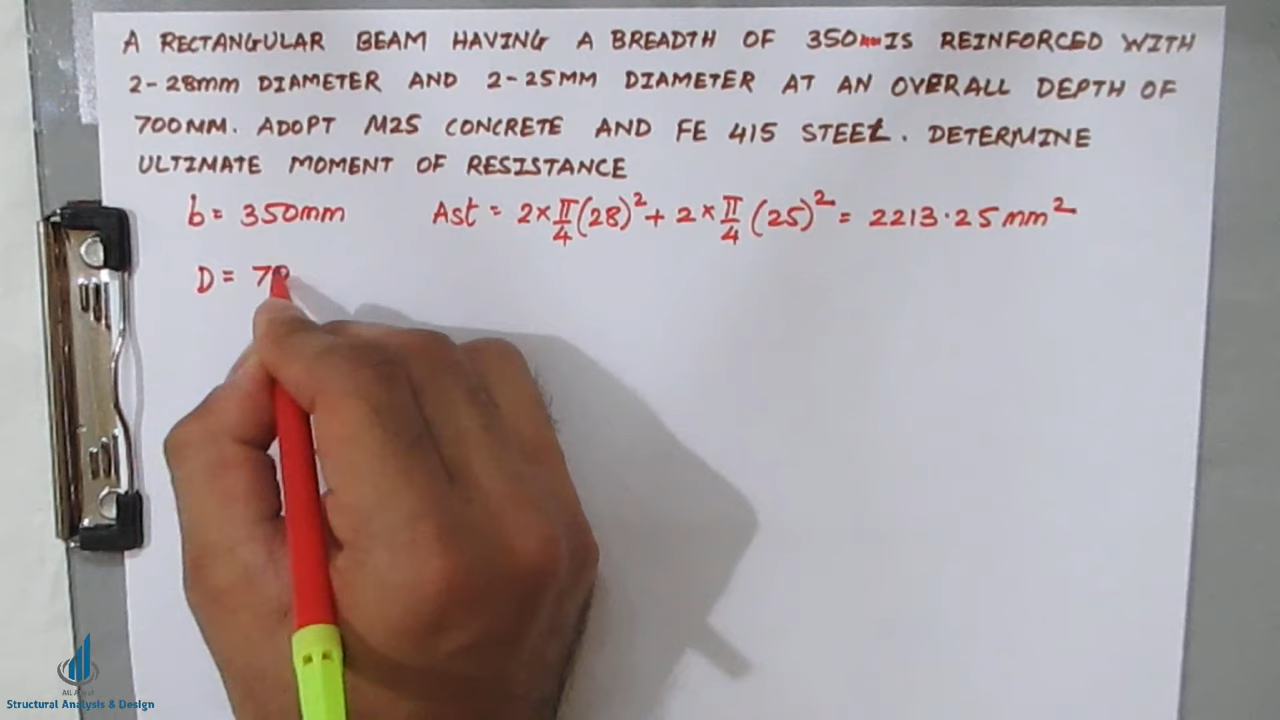 A RECTANGULAR BEAM HAVING A BREADTH OF 350mm IS REINFORCED WITH
2-28mm DIAMETER AND 2-25MM DIAMETER AT AN OVERALL DEPTH OF
700MM. ADOPT M25 CONCRETE AND FE 415 STEEL. DETERMINE
ULTIMATE MOMENT OF RESISTANCE
b = 350mm Ast = 2×π/4(28)²+ 2×π/4(25)² = 2213.25 mm²
D = 70
Structural Analysis & Design